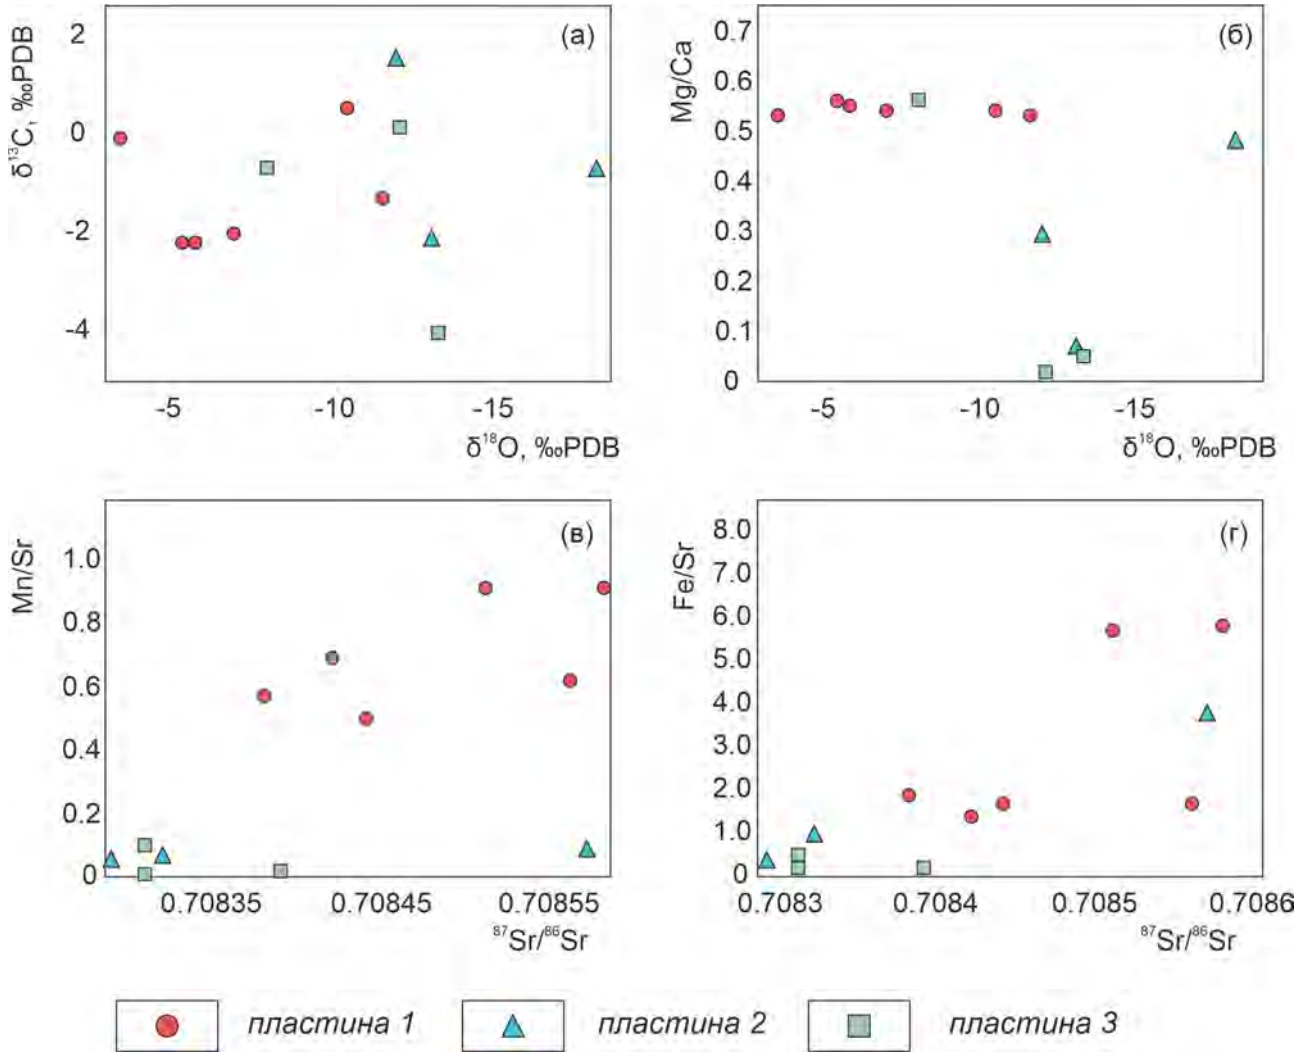 (а)
δ¹³C, ‰PDB
2
0
-2
-4
-5 -10 -15
δ¹⁸O, ‰PDB
(б)
Mg/Ca
0.7
0.6
0.5
0.4
0.3
0.2
0.1
0
-5 -10 -15
δ¹⁸O, ‰PDB
(в)
Mn/Sr
1.0
0.8
0.6
0.4
0.2
0
0.70835 0.70845 0.70855
⁸⁷Sr/⁸⁶Sr
(г)
Fe/Sr
8.0
7.0
6.0
5.0
4.0
3.0
2.0
1.0
0
0.7083 0.7084 0.7085 0.7086
⁸⁷Sr/⁸⁶Sr
пластина 1 пластина 2 пластина 3